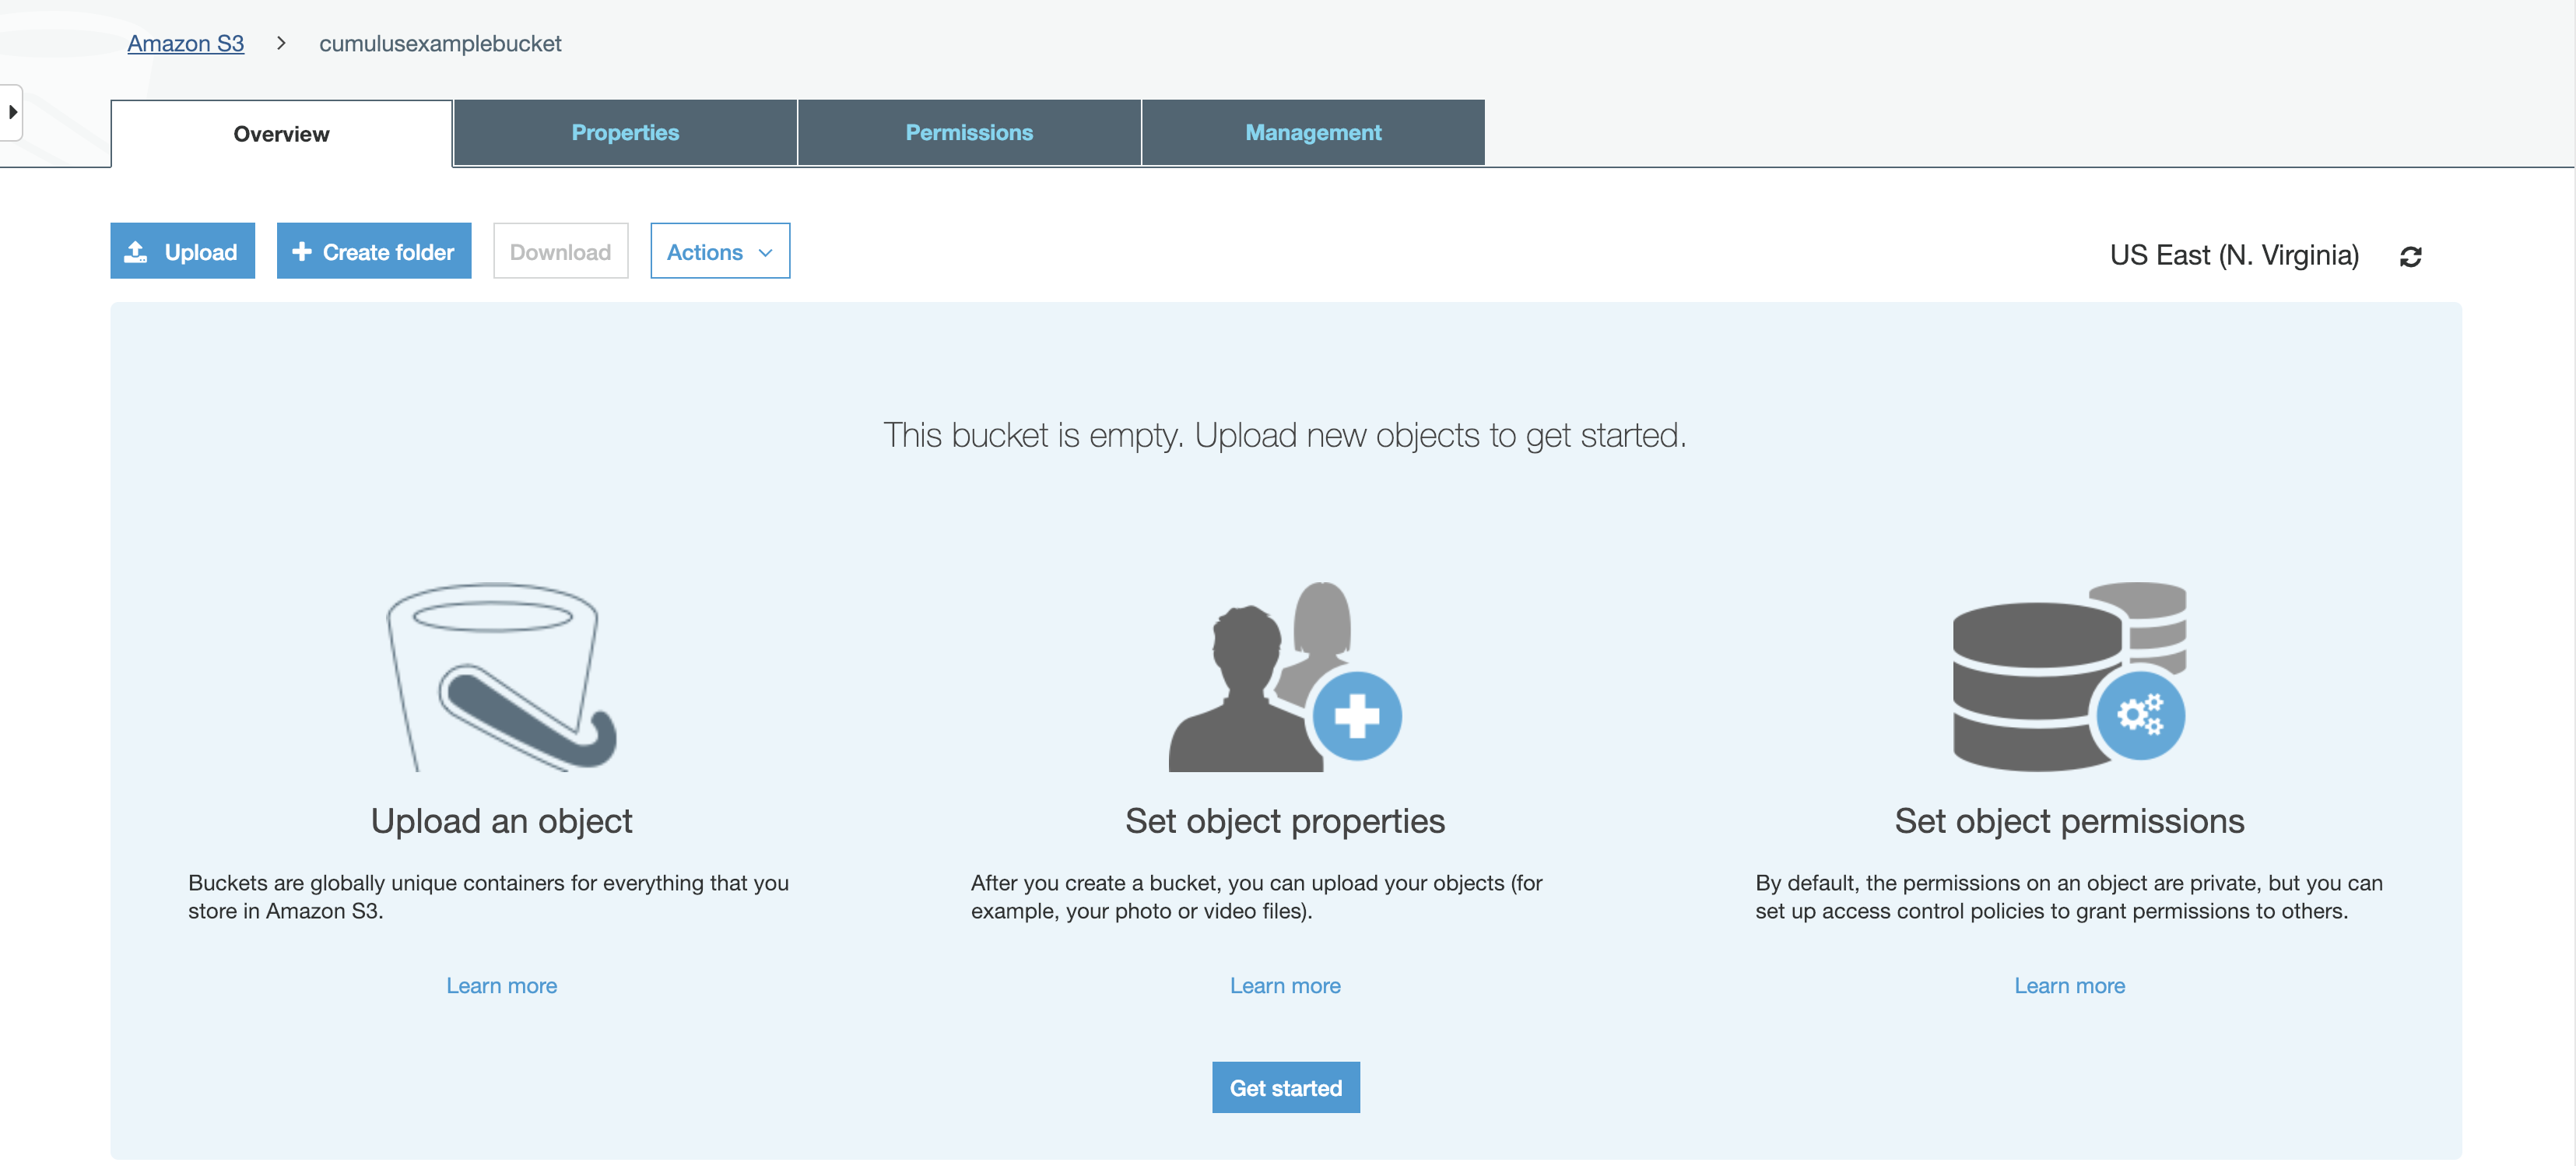 Amazon S3 > cumulusexamplebucket
Overview Properties Permissions Management
Upload Create folder Download Actions US East (N. Virginia)
This bucket is empty. Upload new objects to get started.
Upload an object
Buckets are globally unique containers for everything that you
store in Amazon S3.
Learn more
Set object properties
After you create a bucket, you can upload your objects (for
example, your photo or video files).
Learn more
Set object permissions
By default, the permissions on an object are private, but you can
set up access control policies to grant permissions to others.
Learn more
Get started